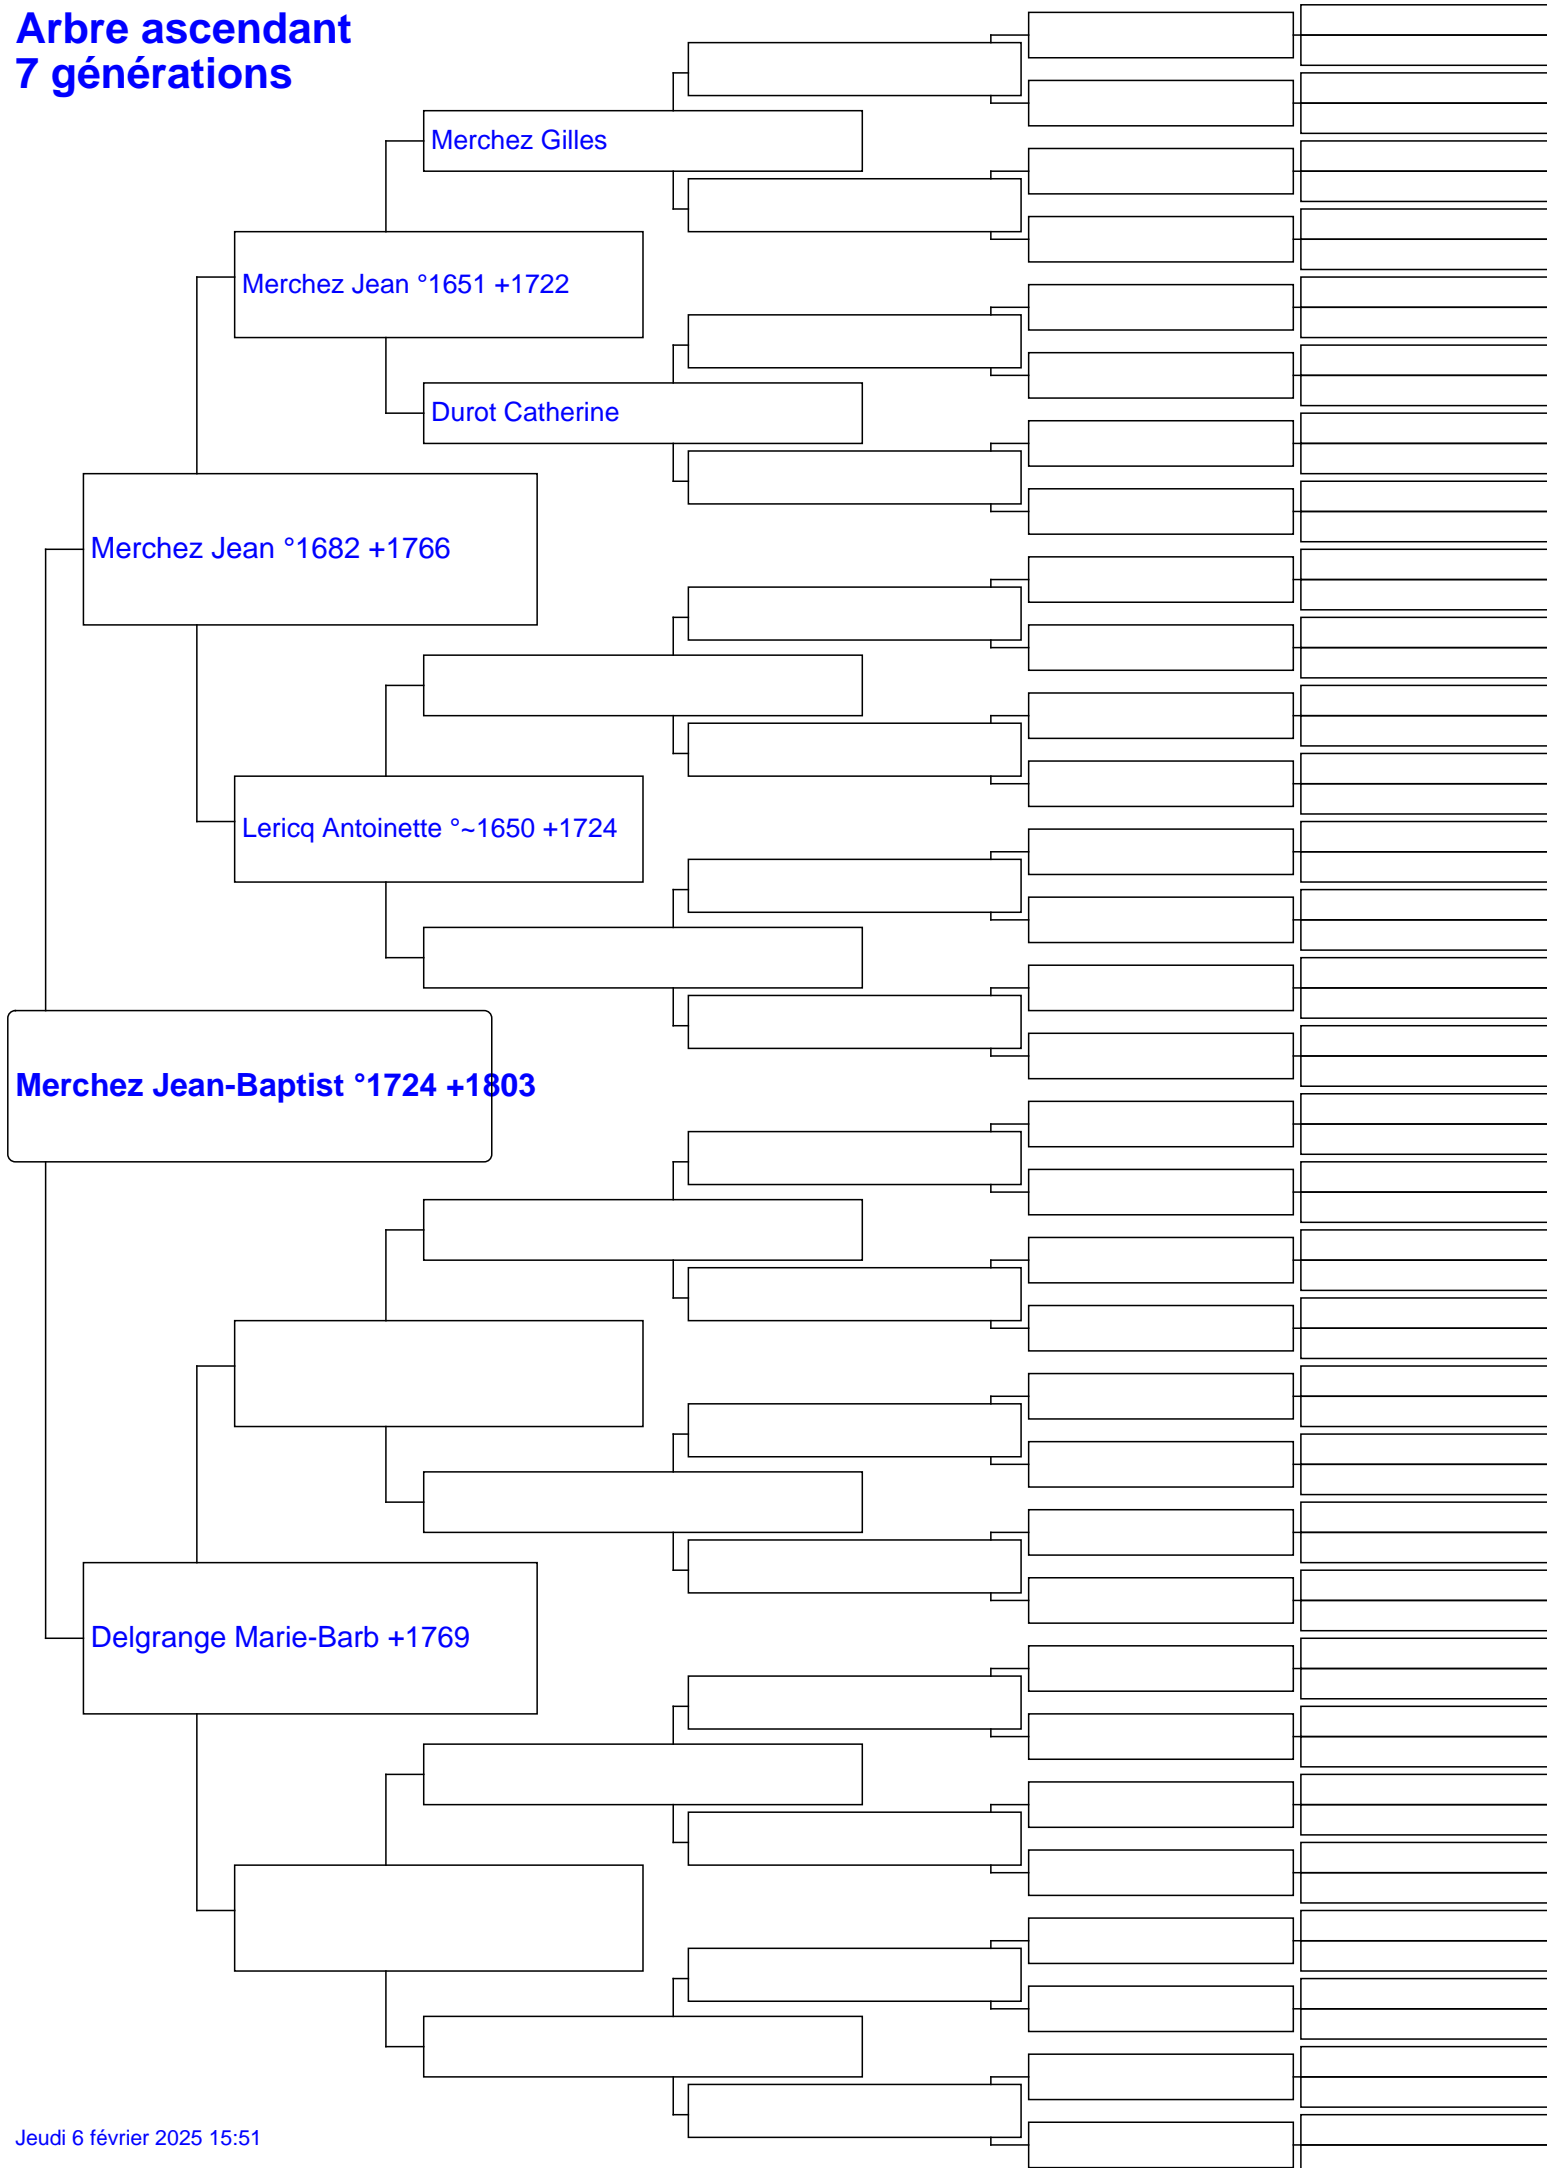 Arbre ascendant
7 générations
Merchez Gilles
Merchez Jean °1651 +1722
Durot Catherine
Merchez Jean °1682 +1766
Lericq Antoinette °~1650 +1724
Merchez Jean-Baptist °1724 +1803
Delgrange Marie-Barb +1769
Jeudi 6 février 2025 15:51